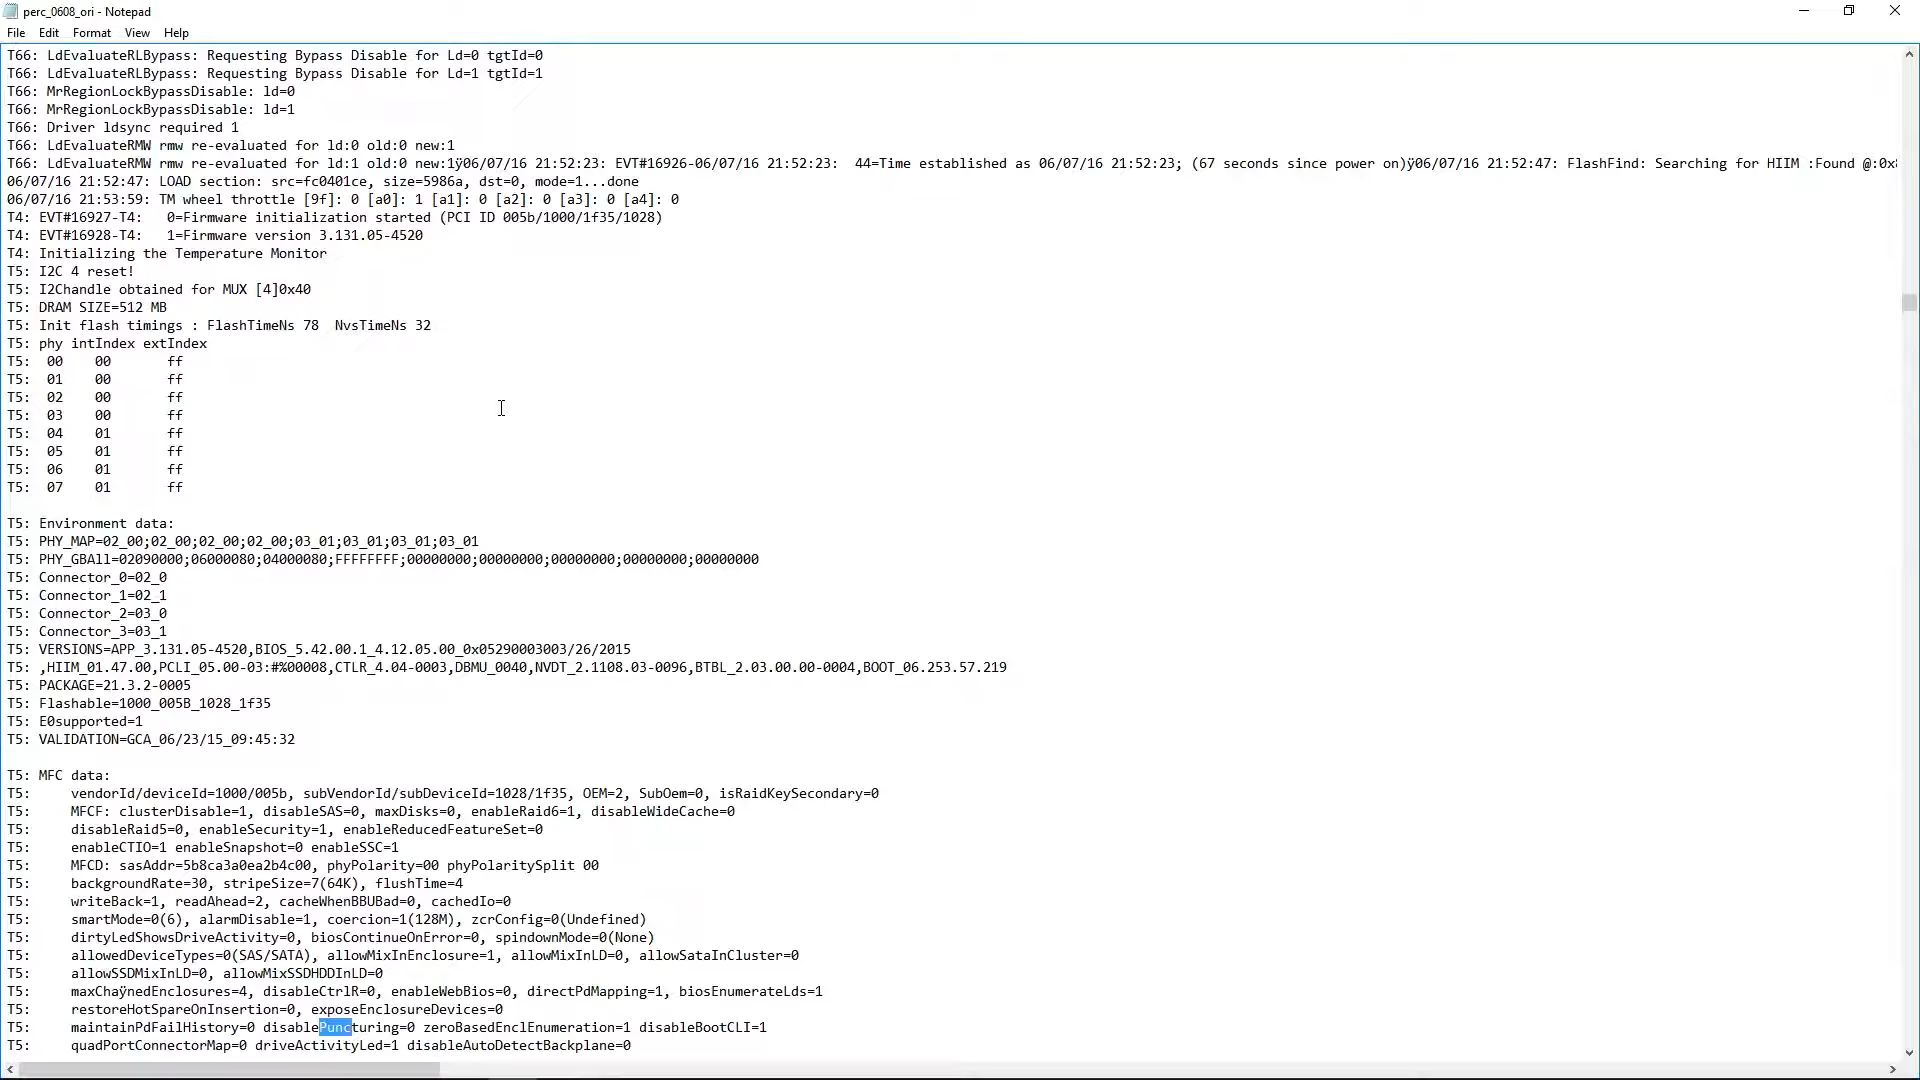 perc_0608_ori - Notepad
File Edit Format View Help
T66: LdEvaluateRLBypass: Requesting Bypass Disable for Ld=0 tgtId=0
T66: LdEvaluateRLBypass: Requesting Bypass Disable for Ld=1 tgtId=1
T66: MrRegionLockBypassDisable: ld=0
T66: MrRegionLockBypassDisable: ld=1
T66: Driver ldsync required 1
T66: LdEvaluateRMW rmw re-evaluated for ld:0 old:0 new:1
T66: LdEvaluateRMW rmw re-evaluated for ld:1 old:0 new:1ÿ06/07/16 21:52:23: EVT#16926-06/07/16 21:52:23:  44=Time established as 06/07/16 21:52:23; (67 seconds since power on)ÿ06/07/16 21:52:47: FlashFind: Searching for HIIM :Found @:0x
06/07/16 21:52:47: LOAD section: src=fc0401ce, size=5986a, dst=0, mode=1...done
06/07/16 21:53:59: TM wheel throttle [9f]: 0 [a0]: 1 [a1]: 0 [a2]: 0 [a3]: 0 [a4]: 0
T4: EVT#16927-T4:   0=Firmware initialization started (PCI ID 005b/1000/1f35/1028)
T4: EVT#16928-T4:   1=Firmware version 3.131.05-4520
T4: Initializing the Temperature Monitor
T5: I2C 4 reset!
T5: I2Chandle obtained for MUX [4]0x40
T5: DRAM SIZE=512 MB
T5: Init flash timings : FlashTimeNs 78  NvsTimeNs 32
T5: phy intIndex extIndex
T5:  00    00       ff
T5:  01    00       ff
T5:  02    00       ff
T5:  03    00       ff
T5:  04    01       ff
T5:  05    01       ff
T5:  06    01       ff
T5:  07    01       ff
T5: Environment data:
T5: PHY_MAP=02_00;02_00;02_00;02_00;03_01;03_01;03_01;03_01
T5: PHY_GBAll=02090000;06000080;04000080;FFFFFFFF;00000000;00000000;00000000;00000000;00000000
T5: Connector_0=02_0
T5: Connector_1=02_1
T5: Connector_2=03_0
T5: Connector_3=03_1
T5: VERSIONS=APP_3.131.05-4520,BIOS_5.42.00.1_4.12.05.00_0x05290003003/26/2015
T5: ,HIIM_01.47.00,PCLI_05.00-03:#%00008,CTLR_4.04-0003,DBMU_0040,NVDT_2.1108.03-0096,BTBL_2.03.00.00-0004,BOOT_06.253.57.219
T5: PACKAGE=21.3.2-0005
T5: Flashable=1000_005B_1028_1f35
T5: E0supported=1
T5: VALIDATION=GCA_06/23/15_09:45:32
T5: MFC data:
T5:     vendorId/deviceId=1000/005b, subVendorId/subDeviceId=1028/1f35, OEM=2, SubOem=0, isRaidKeySecondary=0
T5:     MFCF: clusterDisable=1, disableSAS=0, maxDisks=0, enableRaid6=1, disableWideCache=0
T5:     disableRaid5=0, enableSecurity=1, enableReducedFeatureSet=0
T5:     enableCTIO=1 enableSnapshot=0 enableSSC=1
T5:     MFCD: sasAddr=5b8ca3a0ea2b4c00, phyPolarity=00 phyPolaritySplit 00
T5:     backgroundRate=30, stripeSize=7(64K), flushTime=4
T5:     writeBack=1, readAhead=2, cacheWhenBBUBad=0, cachedIo=0
T5:     smartMode=0(6), alarmDisable=1, coercion=1(128M), zcrConfig=0(Undefined)
T5:     dirtyLedShowsDriveActivity=0, biosContinueOnError=0, spindownMode=0(None)
T5:     allowedDeviceTypes=0(SAS/SATA), allowMixInEnclosure=1, allowMixInLD=0, allowSataInCluster=0
T5:     allowSSDMixInLD=0, allowMixSSDHDDInLD=0
T5:     maxChaÿnedEnclosures=4, disableCtrlR=0, enableWebBios=0, directPdMapping=1, biosEnumerateLds=1
T5:     restoreHotSpareOnInsertion=0, exposeEnclosureDevices=0
T5:     maintainPdFailHistory=0 disablePuncturing=0 zeroBasedEnclEnumeration=1 disableBootCLI=1
T5:     quadPortConnectorMap=0 driveActivityLed=1 disableAutoDetectBackplane=0